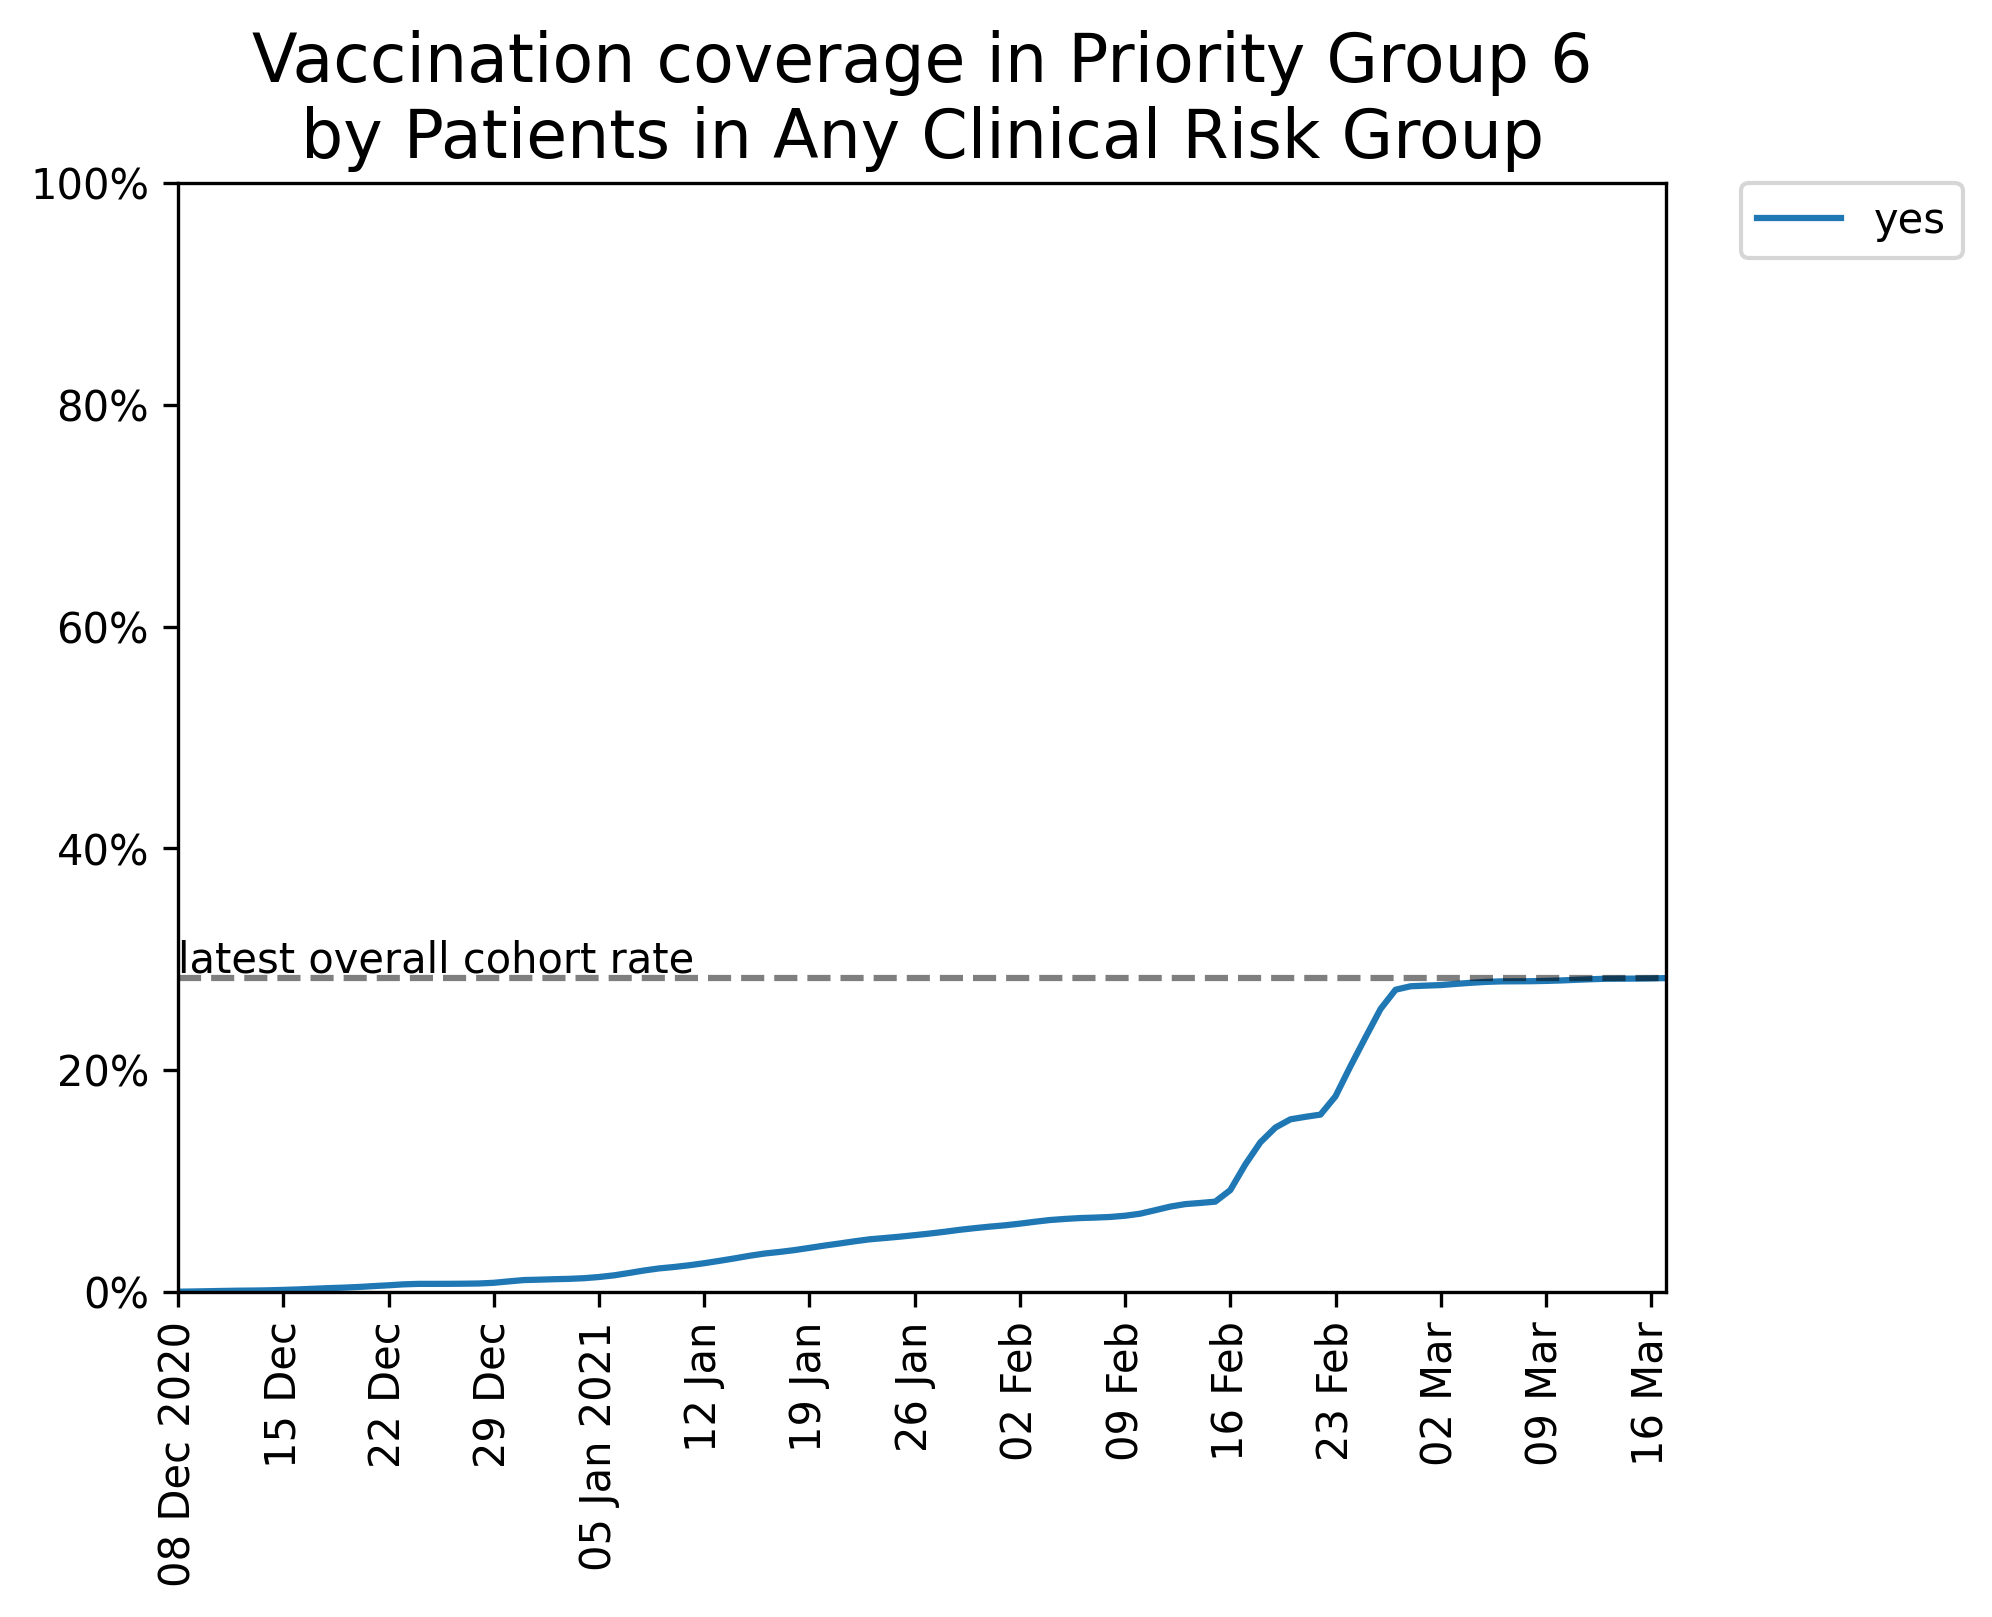 Vaccination coverage in Priority Group 6
by Patients in Any Clinical Risk Group
100%
80%
60%
40%
20%
0%
yes
latest overall cohort rate
08 Dec 2020
15 Dec
22 Dec
29 Dec
05 Jan 2021
12 Jan
19 Jan
26 Jan
02 Feb
09 Feb
16 Feb
23 Feb
02 Mar
09 Mar
16 Mar